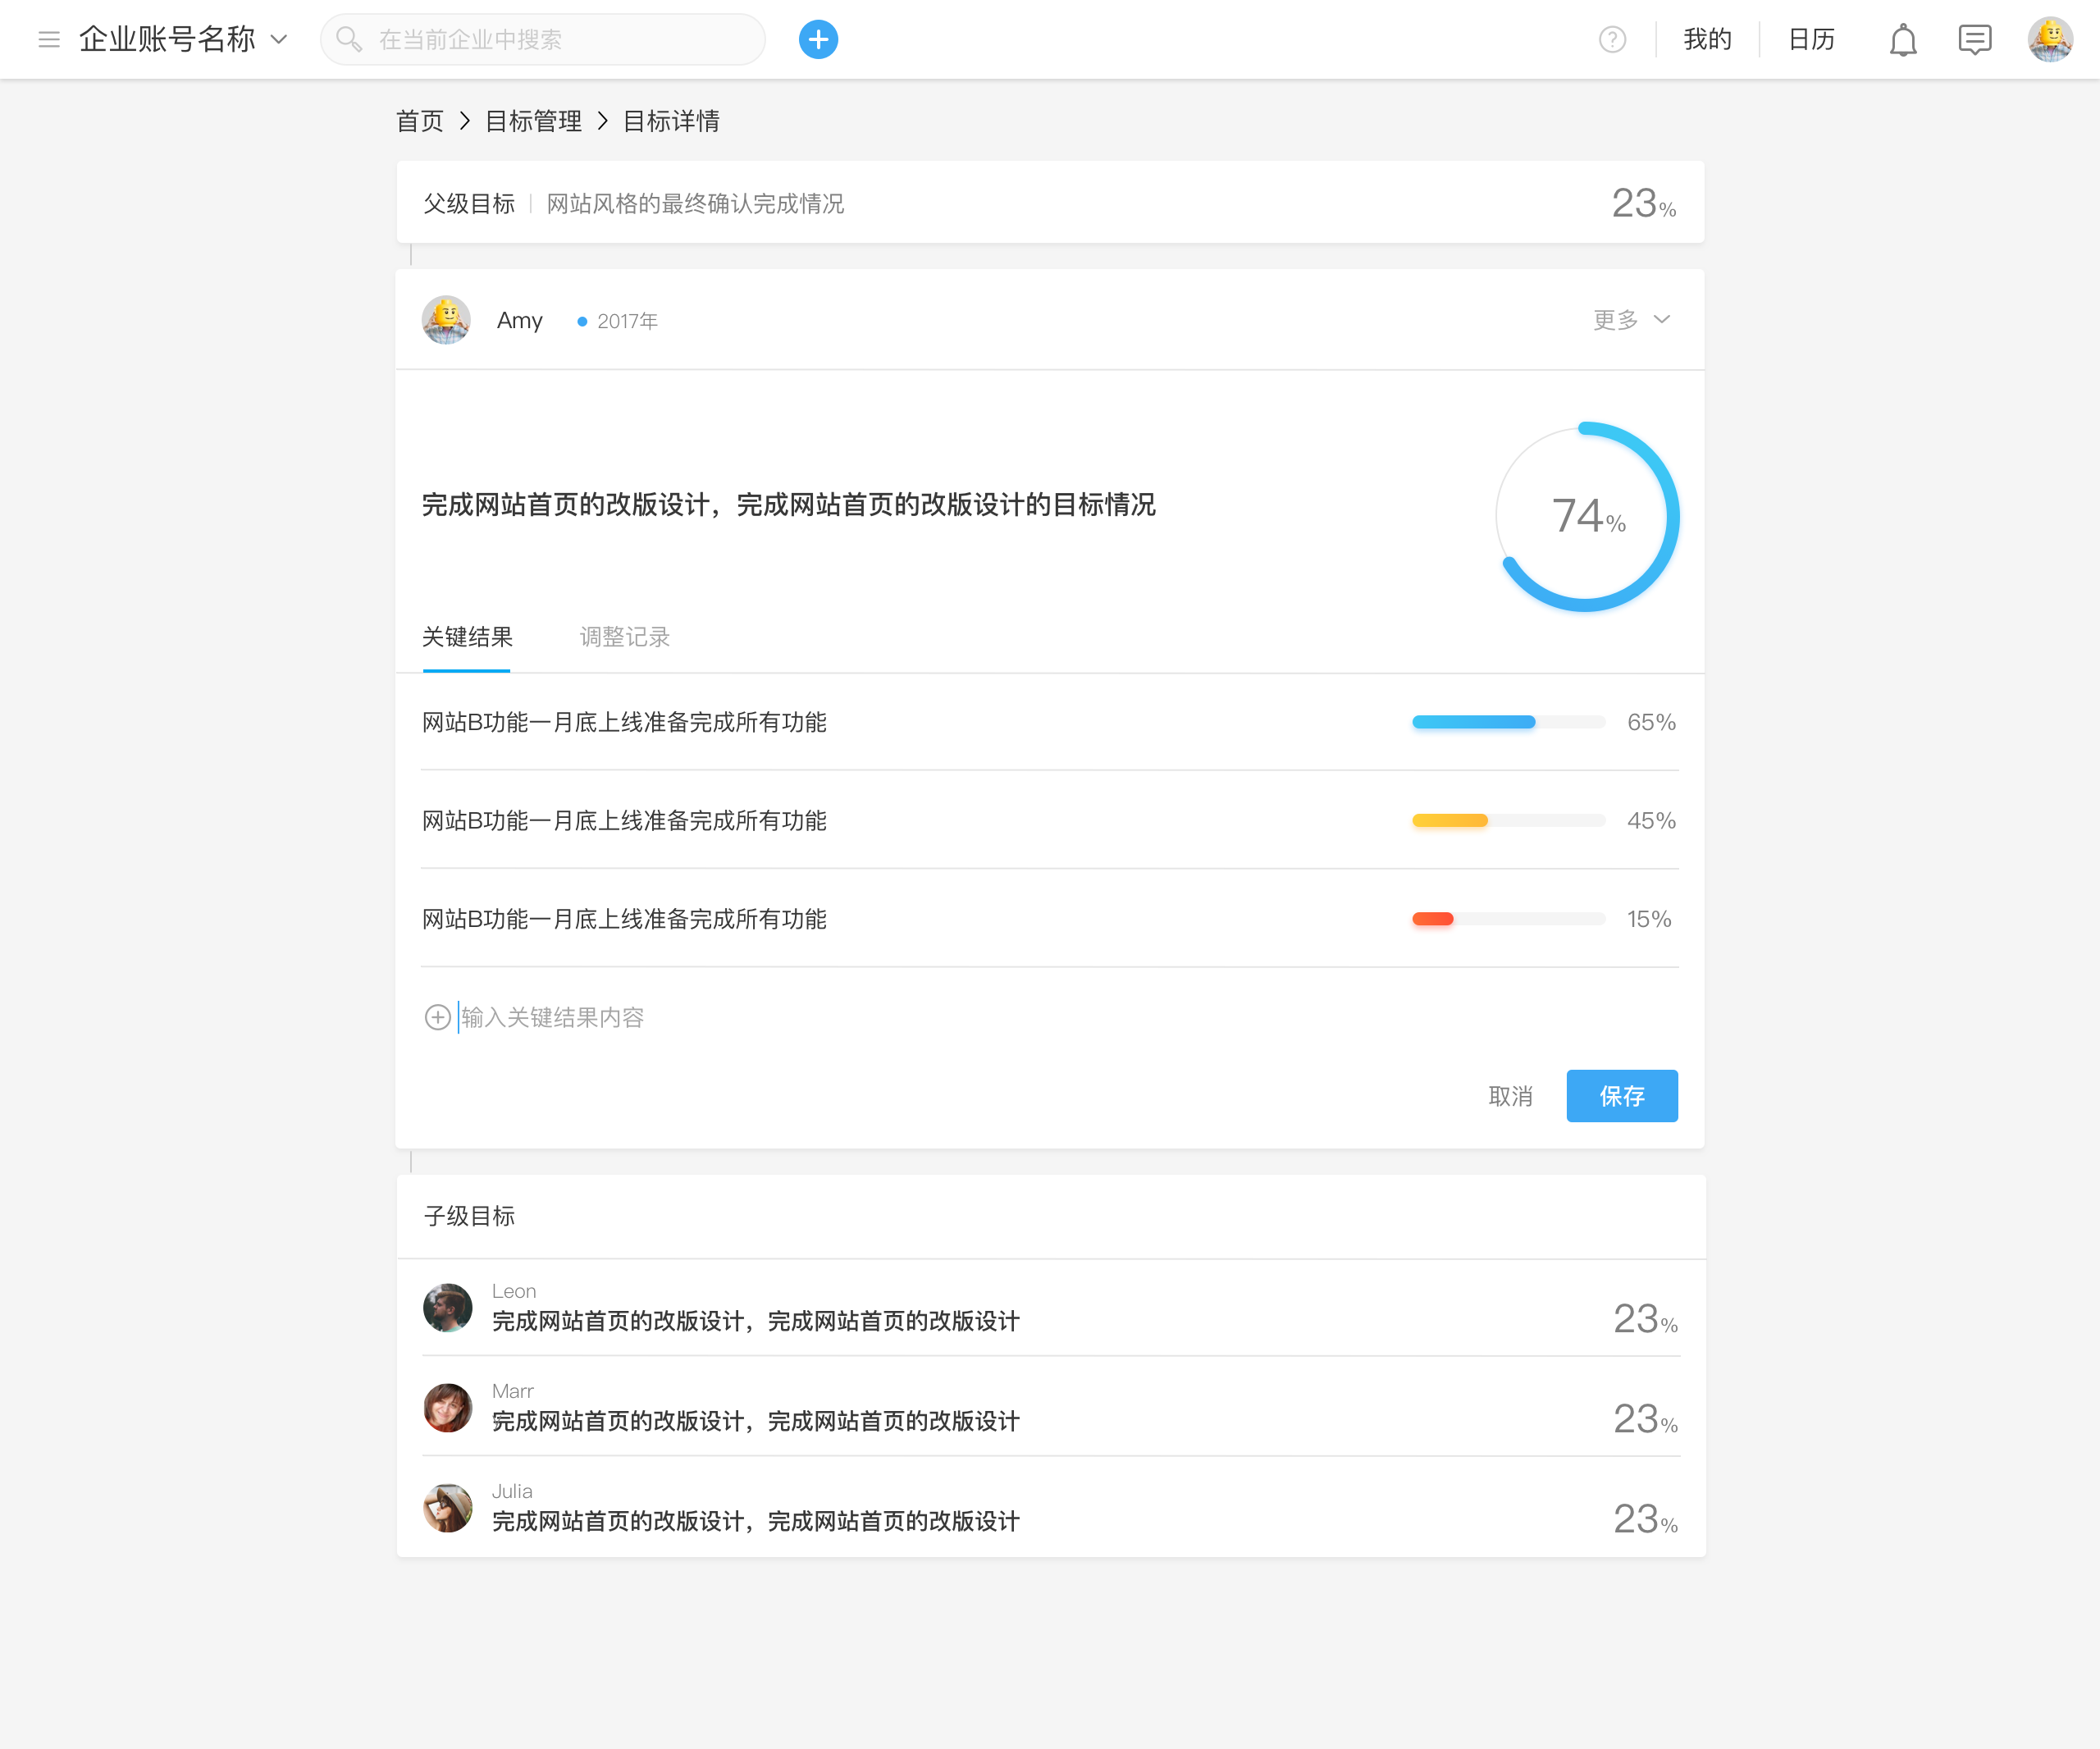 企业账号名称
在当前企业中搜索
我的
日历
首页 > 目标管理 > 目标详情
父级目标 网站风格的最终确认完成情况 23%
Amy 2017年 更多
完成网站首页的改版设计，完成网站首页的改版设计的目标情况
74%
关键结果 调整记录
网站B功能一月底上线准备完成所有功能 65%
网站B功能一月底上线准备完成所有功能 45%
网站B功能一月底上线准备完成所有功能 15%
输入关键结果内容
取消 保存
子级目标
Leon
完成网站首页的改版设计，完成网站首页的改版设计 23%
Marr
完成网站首页的改版设计，完成网站首页的改版设计 23%
Julia
完成网站首页的改版设计，完成网站首页的改版设计 23%